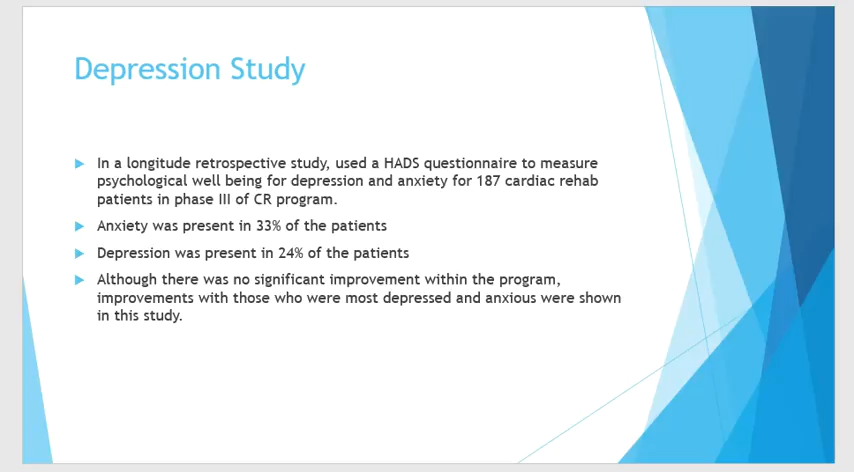 Depression Study
In a longitude retrospective study, used a HADS questionnaire to measure
psychological well being for depression and anxiety for 187 cardiac rehab
patients in phase III of CR program.
Anxiety was present in 33% of the patients
Depression was present in 24% of the patients
Although there was no significant improvement within the program,
improvements with those who were most depressed and anxious were shown
in this study.